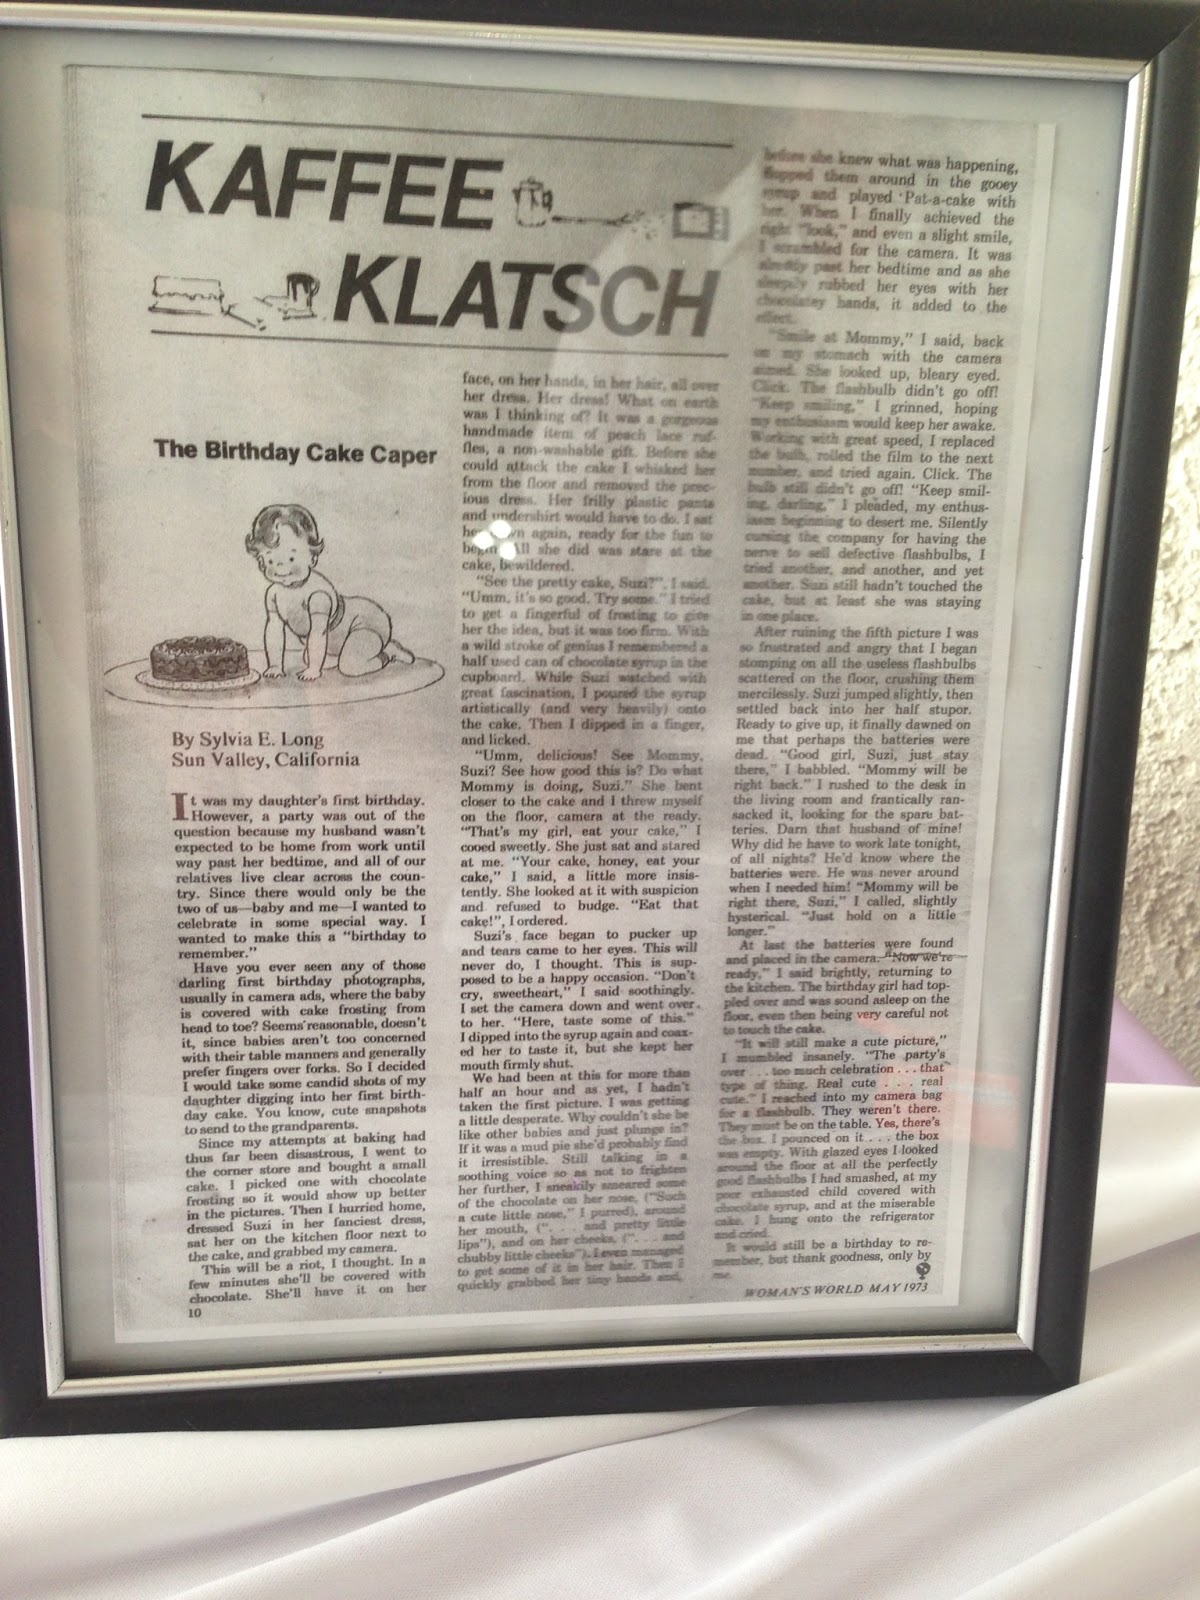 KAFFEE
KLATSCH
The Birthday Cake Caper
By Sylvia E. Long
Sun Valley, California
It was my daughter's first birthday.
However, a party was out of the
question because my husband wasn't
expected to be home from work until
way past her bedtime, and all of our
relatives live clear across the coun-
try. Since there would only be the
two of us—baby and me—I wanted to
celebrate in some special way. I
wanted to make this a "birthday to
remember."
Have you ever seen any of those
darling first birthday photographs,
usually in camera ads, where the baby
is covered with cake frosting from
head to toe? Seems reasonable, doesn't
it, since babies aren't too concerned
with their table manners and generally
prefer fingers over forks. So I decided
I would take some candid shots of my
daughter digging into her first birth-
day cake. You know, cute snapshots
to send to the grandparents.
Since my attempts at baking had
thus far been disastrous, I went to
the corner store and bought a small
cake. I picked one with chocolate
frosting so it would show up better
in the pictures. Then I hurried home,
dressed Suzi in her fanciest dress,
sat her on the kitchen floor next to
the cake, and grabbed my camera.
This will be a riot, I thought. In a
few minutes she'll be covered with
chocolate. She'll have it on her
10
face, on her hands, in her hair, all over
her dress. Her dress! What on earth
was I thinking of? It was a gorgeous
handmade item of peach lace ruf-
fles, a non-washable gift. Before she
could attack the cake I whisked her
from the floor and removed the prec-
ious dress. Her frilly plastic pants
and undershirt would have to do. I sat
again, ready for the fun to
begin. All she did was stare at the
cake, bewildered.
"See the pretty cake, Suzi?". I said.
"Umm, it's so good. Try some." I tried
to get a fingerful of frosting to give
her the idea, but it was too firm. With
a wild stroke of genius I remembered a
half used can of chocolate syrup in the
cupboard. While Suzi watched with
great fascination, I poured the syrup
artistically (and very heavily) onto
the cake. Then I dipped in a finger,
and licked.
"Umm, delicious! See Mommy,
Suzi? See how good this is? Do what
Mommy is doing, Suzi." She bent
closer to the cake and I threw myself
on the floor, camera at the ready.
"That's my girl, eat your cake," I
cooed sweetly. She just sat and stared
at me. "Your cake, honey, eat your
cake," I said, a little more insis-
tently. She looked at it with suspicion
and refused to budge. "Eat that
cake!", I ordered.
Suzi's face began to pucker up
and tears came to her eyes. This will
never do, I thought. This is sup-
posed to be a happy occasion. "Don't
cry, sweetheart," I said soothingly.
I set the camera down and went over
to her. "Here, taste some of this."
I dipped into the syrup again and coax-
ed her to taste it, but she kept her
mouth firmly shut.
We had been at this for more than
half an hour and as yet, I hadn't
taken the first picture. I was getting
a little desperate. Why couldn't she be
like other babies and just plunge in?
If it was a mud pie she'd probably find
it irresistible. Still talking in a
soothing voice so as not to frighten
her further, I sneakily smeared some
of the chocolate on her nose, ("Such
a cute little nose," I purred), around
her mouth, (". . . and pretty little
lips"), and on her cheeks, (". . . and
chubby little cheeks"). I even managed
to get some of it in her hair. Then I
quickly grabbed her tiny hands and,
before she knew what was happening,
flopped them around in the gooey
syrup and played 'Pat-a-cake with
her. When I finally achieved the
right "look," and even a slight smile,
I scrambled for the camera. It was
already past her bedtime and as she
sleepily rubbed her eyes with her
chocolatey hands, it added to the
effect.
"Smile at Mommy," I said, back
on my stomach with the camera
aimed. She looked up, bleary eyed.
Click. The flashbulb didn't go off!
"Keep smiling," I grinned, hoping
my enthusiasm would keep her awake.
Working with great speed, I replaced
the bulb, rolled the film to the next
number, and tried again. Click. The
bulb still didn't go off! "Keep smil-
ing, darling," I pleaded, my enthus-
iasm beginning to desert me. Silently
cursing the company for having the
nerve to sell defective flashbulbs, I
tried another, and another, and yet
another. Suzi still hadn't touched the
cake, but at least she was staying
in one place.
After ruining the fifth picture I was
so frustrated and angry that I began
stomping on all the useless flashbulbs
scattered on the floor, crushing them
mercilessly. Suzi jumped slightly, then
settled back into her half stupor.
Ready to give up, it finally dawned on
me that perhaps the batteries were
dead. "Good girl, Suzi, just stay
there," I babbled. "Mommy will be
right back." I rushed to the desk in
the living room and frantically ran-
sacked it, looking for the spare bat-
teries. Darn that husband of mine!
Why did he have to work late tonight,
of all nights? He'd know where the
batteries were. He was never around
when I needed him! "Mommy will be
right there, Suzi," I called, slightly
hysterical. "Just hold on a little
longer."
At last the batteries were found
and placed in the camera. "Now we're
ready," I said brightly, returning to
the kitchen. The birthday girl had top-
pled over and was sound asleep on the
floor, even then being very careful not
to touch the cake.
"It will still make a cute picture,"
I mumbled insanely. "The party's
over . . . too much celebration . . . that
type of thing. Real cute . . . real
cute." I reached into my camera bag
for a flashbulb. They weren't there.
They must be on the table. Yes, there's
the box. I pounced on it . . . the box
was empty. With glazed eyes I looked
around the floor at all the perfectly
good flashbulbs I had smashed, at my
poor exhausted child covered with
chocolate syrup, and at the miserable
cake. I hung onto the refrigerator
and cried.
It would still be a birthday to re-
member, but thank goodness, only by
me.
WOMAN'S WORLD MAY 1973